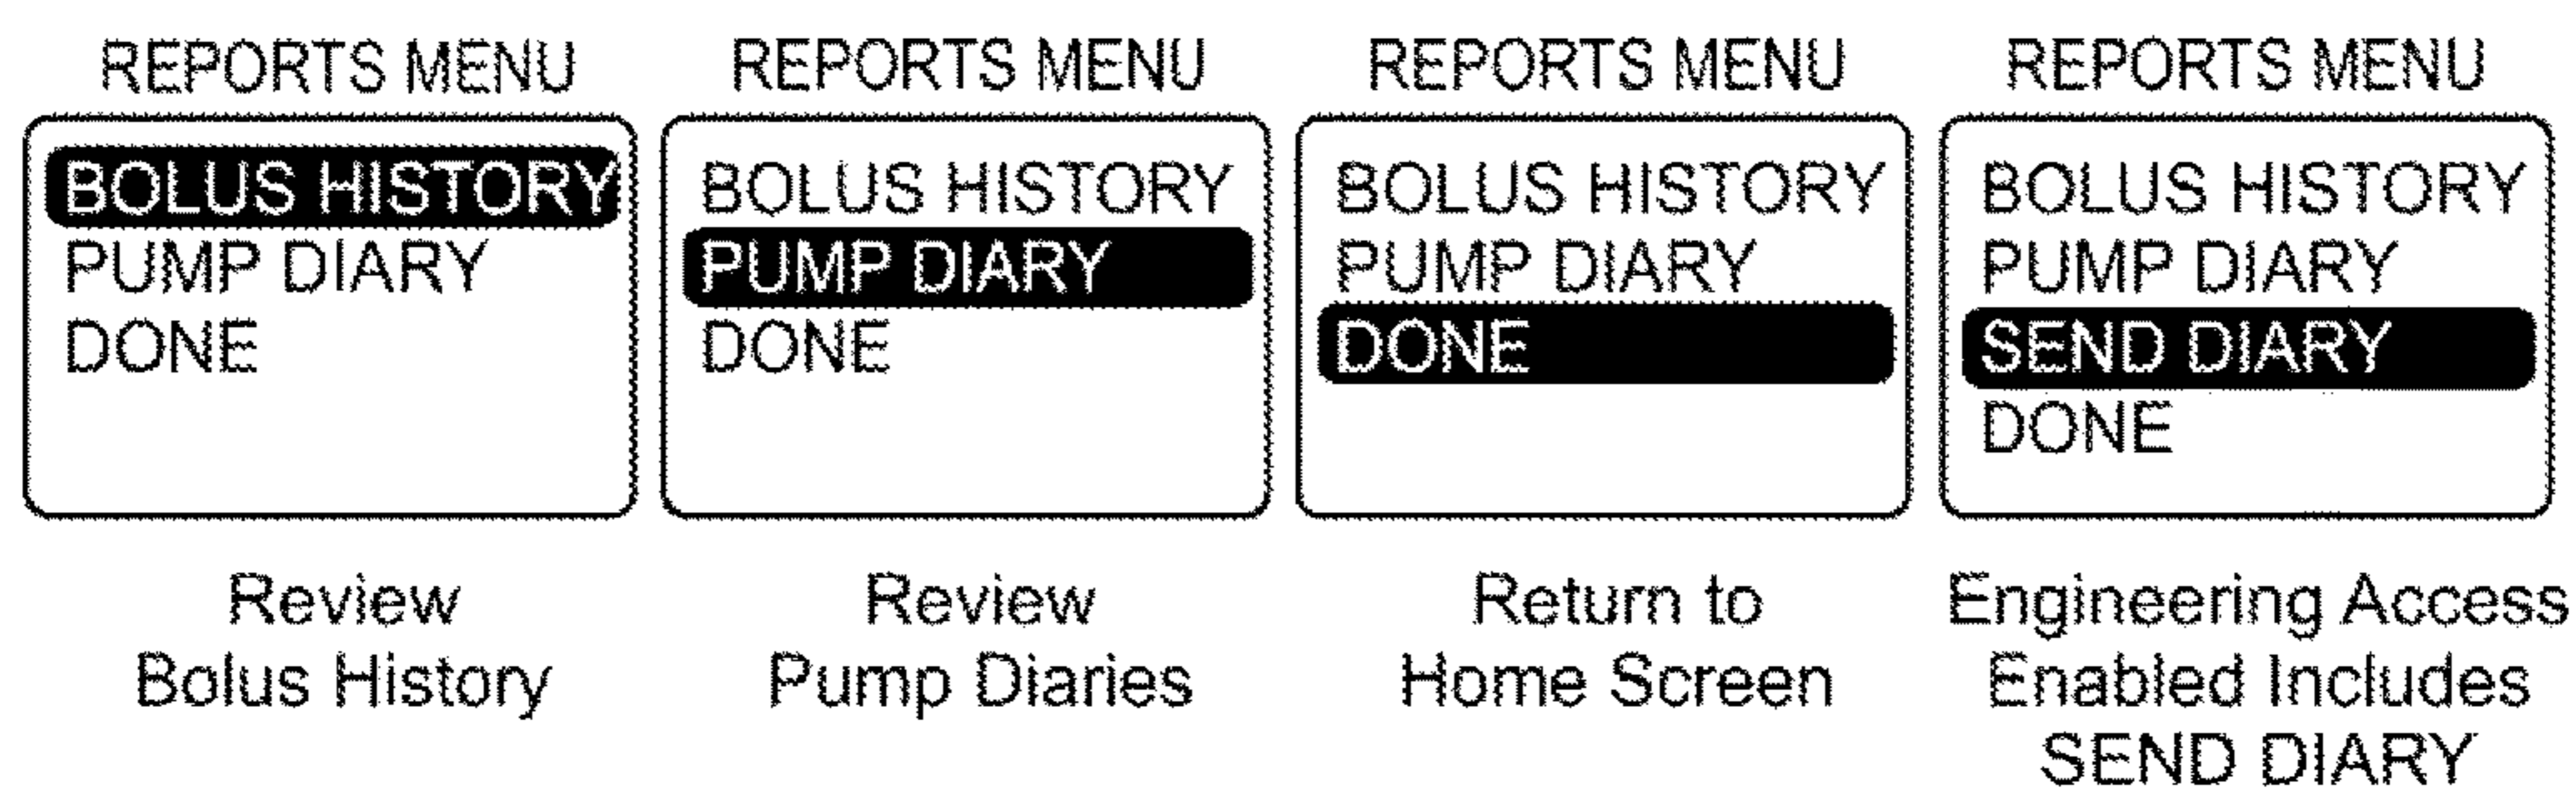 REPORTS MENU
BOLUS HISTORY
PUMP DIARY
DONE
Review
Bolus History
REPORTS MENU
BOLUS HISTORY
PUMP DIARY
DONE
Review
Pump Diaries
REPORTS MENU
BOLUS HISTORY
PUMP DIARY
DONE
Return to
Home Screen
REPORTS MENU
BOLUS HISTORY
PUMP DIARY
SEND DIARY
DONE
Engineering Access
Enabled Includes
SEND DIARY